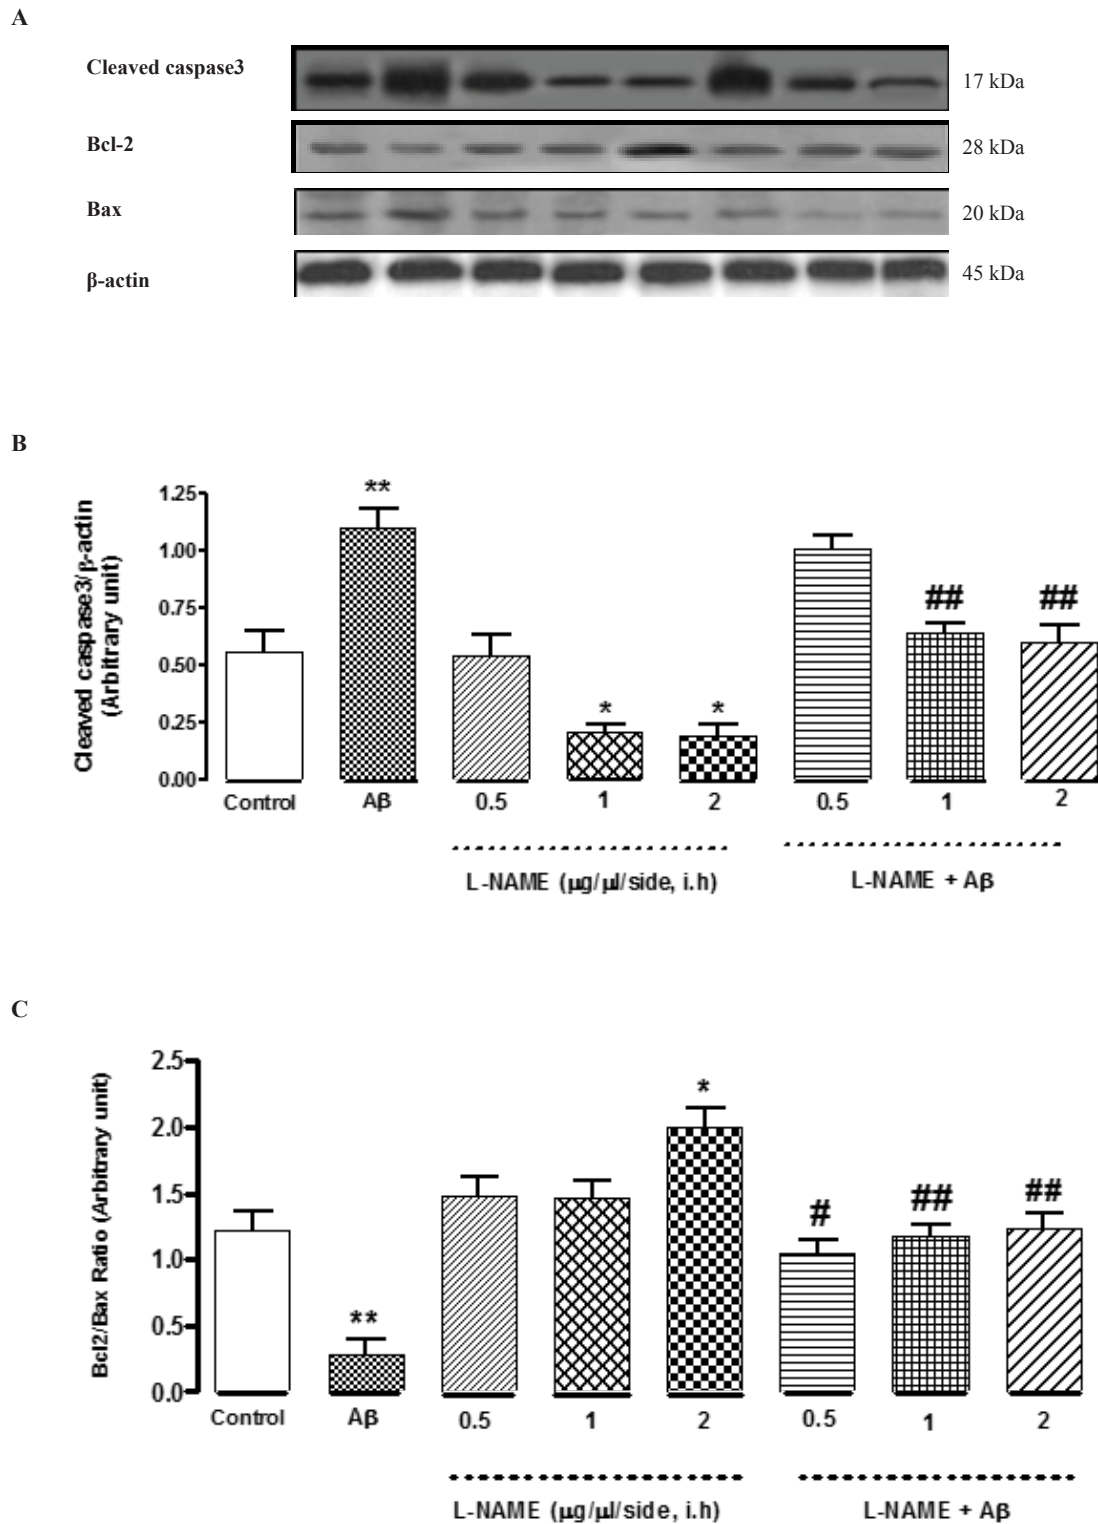 A
Cleaved caspase3
17 kDa
Bcl-2
28 kDa
Bax
20 kDa
β-actin
45 kDa
B
Cleaved caspase3/β-actin
(Arbitrary unit)
1.25
1.00
0.75
0.50
0.25
0.00
**
*
*
##
##
Control
Aβ
0.5
1
2
0.5
1
2
L-NAME (µg/µl/side, i.h)
L-NAME + Aβ
C
Bcl2/Bax Ratio (Arbitrary unit)
2.5
2.0
1.5
1.0
0.5
0.0
**
*
#
##
##
Control
Aβ
0.5
1
2
0.5
1
2
L-NAME (µg/µl/side, i.h)
L-NAME + Aβ